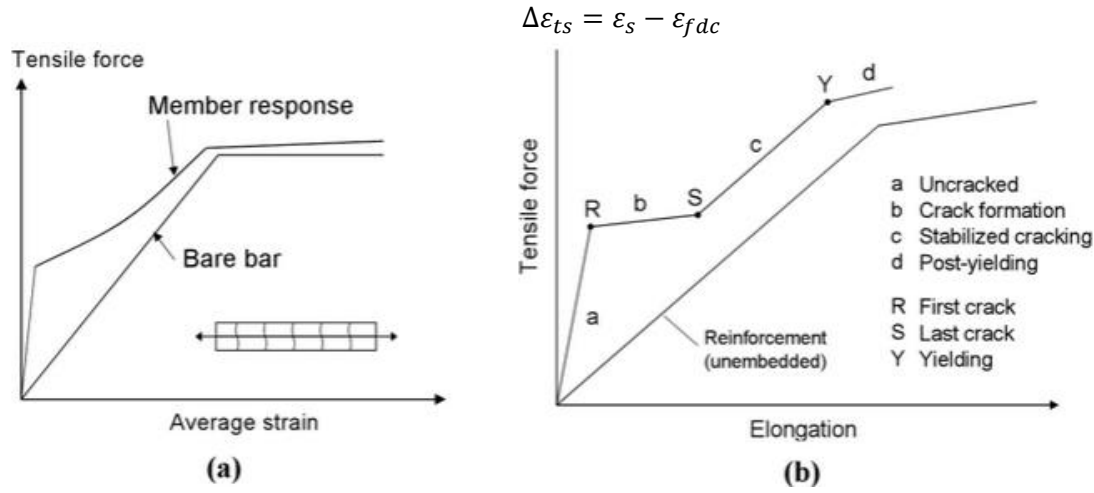 Δε_ts = ε_s − ε_fdc
Tensile force
Member response
Bare bar
Average strain
(a)
Tensile force
R
b
S
c
Y
d
a
Reinforcement
(unembedded)
a Uncracked
b Crack formation
c Stabilized cracking
d Post-yielding
R First crack
S Last crack
Y Yielding
Elongation
(b)